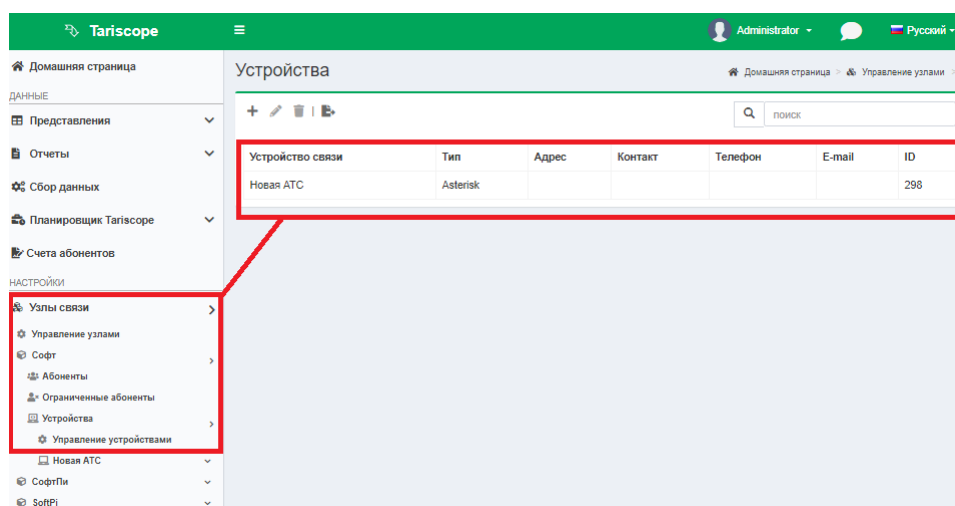 Tariscope
Administrator
Русский
Домашняя страница
ДАННЫЕ
Представления
Отчеты
Сбор данных
Планировщик Tariscope
Счета абонентов
НАСТРОЙКИ
Узлы связи
Управление узлами
Софт
Абоненты
Ограниченные абоненты
Устройства
Управление устройствами
Новая АТС
СофтПи
SoftPi
Устройства
Домашняя страница > Управление узлами >
поиск
Устройство связи Тип Адрес Контакт Телефон E-mail ID
Новая АТС Asterisk 298